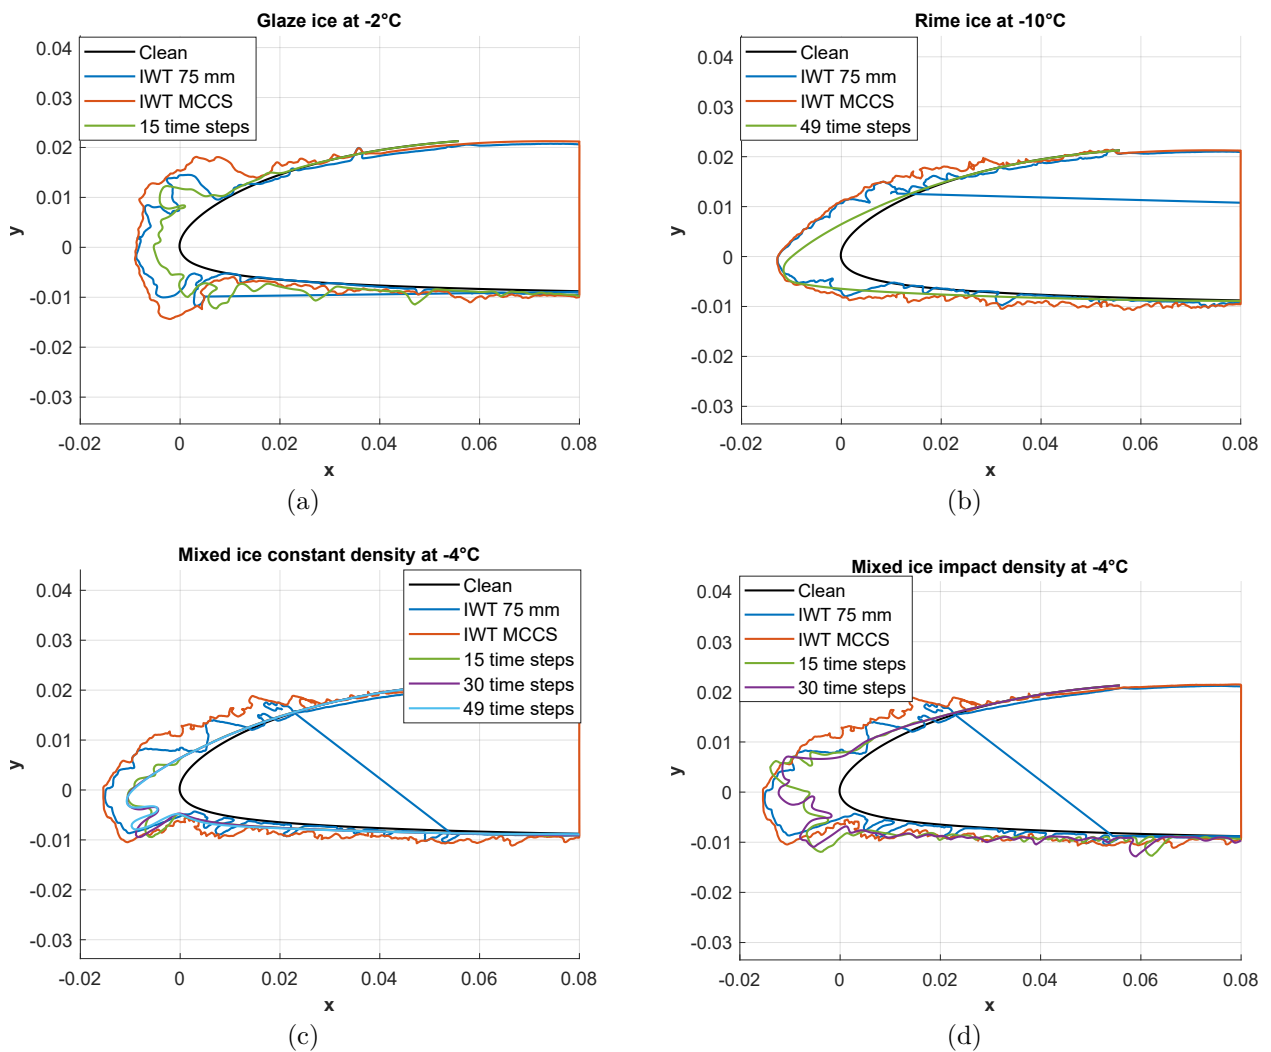 Glaze ice at -2°C
0.04
0.03
0.02
0.01
0
-0.01
-0.02
-0.03
y
Clean
IWT 75 mm
IWT MCCS
15 time steps
-0.02 0 0.02 0.04 0.06 0.08
x
(a)
Rime ice at -10°C
0.04
0.03
0.02
0.01
0
-0.01
-0.02
-0.03
y
Clean
IWT 75 mm
IWT MCCS
49 time steps
-0.02 0 0.02 0.04 0.06 0.08
x
(b)
Mixed ice constant density at -4°C
0.04
0.03
0.02
0.01
0
-0.01
-0.02
-0.03
y
Clean
IWT 75 mm
IWT MCCS
15 time steps
30 time steps
49 time steps
-0.02 0 0.02 0.04 0.06 0.08
x
(c)
Mixed ice impact density at -4°C
0.04
0.03
0.02
0.01
0
-0.01
-0.02
-0.03
y
Clean
IWT 75 mm
IWT MCCS
15 time steps
30 time steps
-0.02 0 0.02 0.04 0.06 0.08
x
(d)